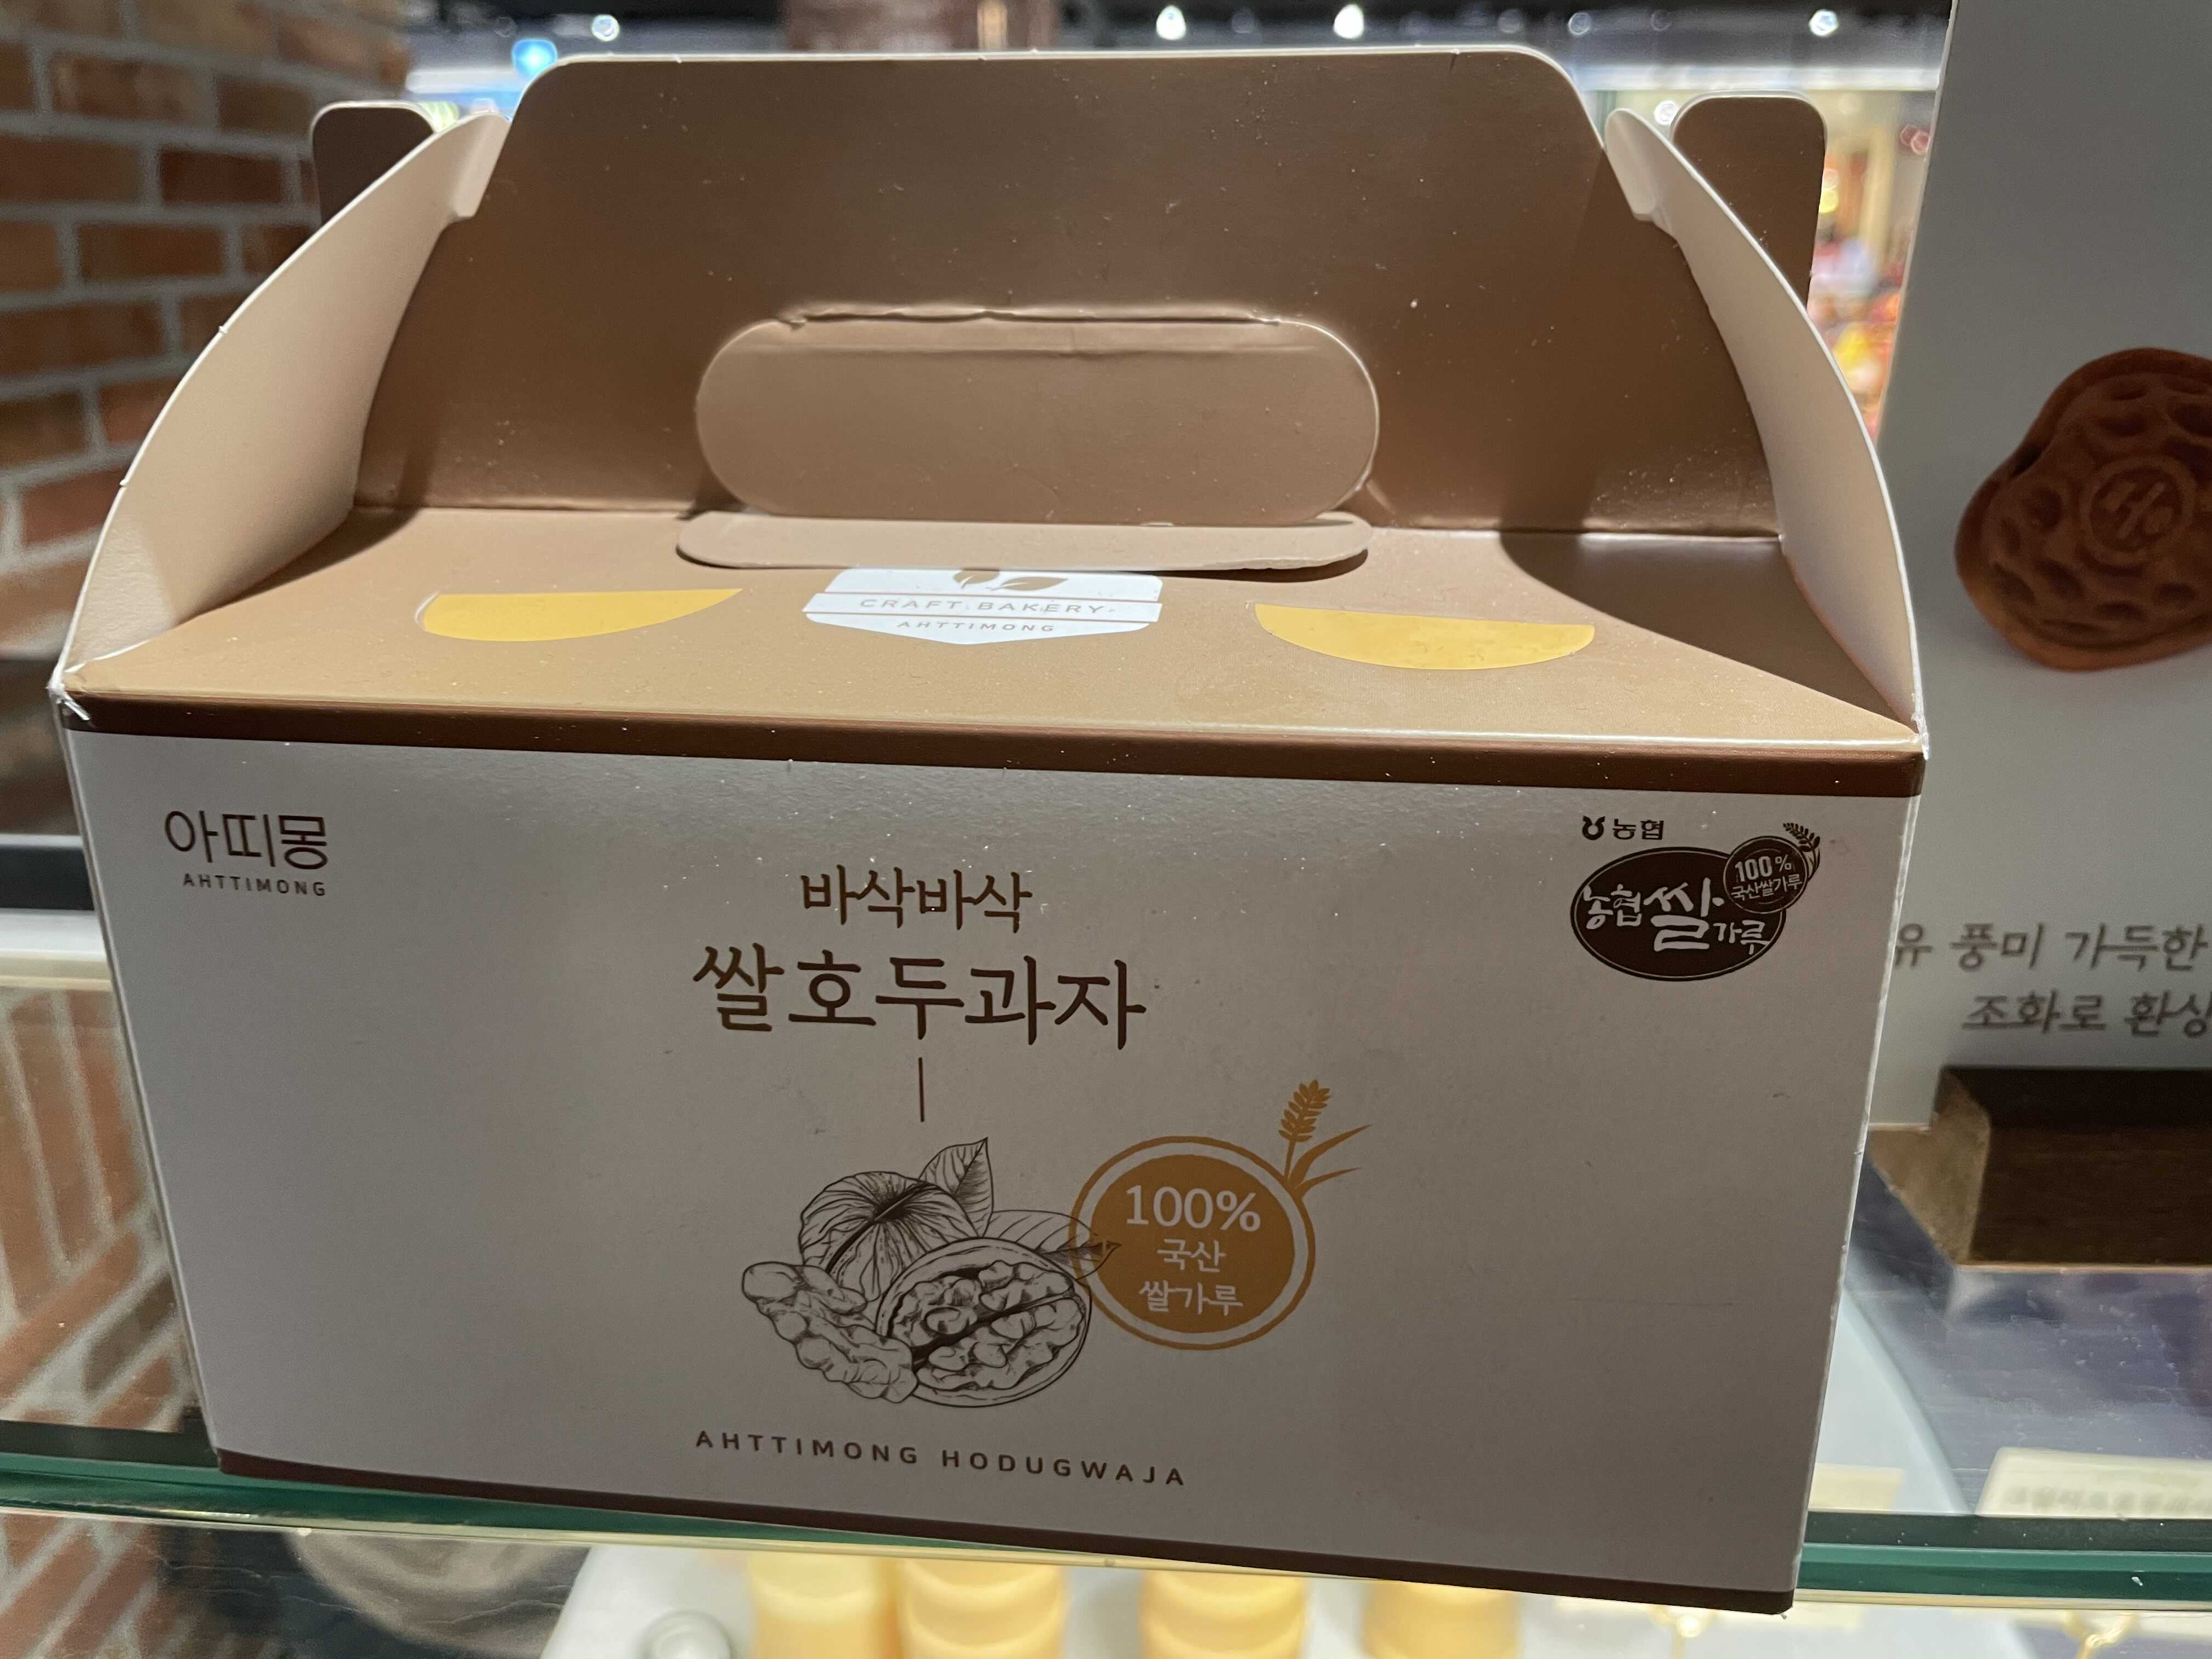 CRAFT BAKERY
AHTTIMONG
아띠몽
AHTTIMONG
농협
100%
국산쌀가루
농협쌀가루
바삭바삭
쌀호두과자
100%
국산
쌀가루
AHTTIMONG HODUGWAJA
유 풍미 가득한
조화로 환상